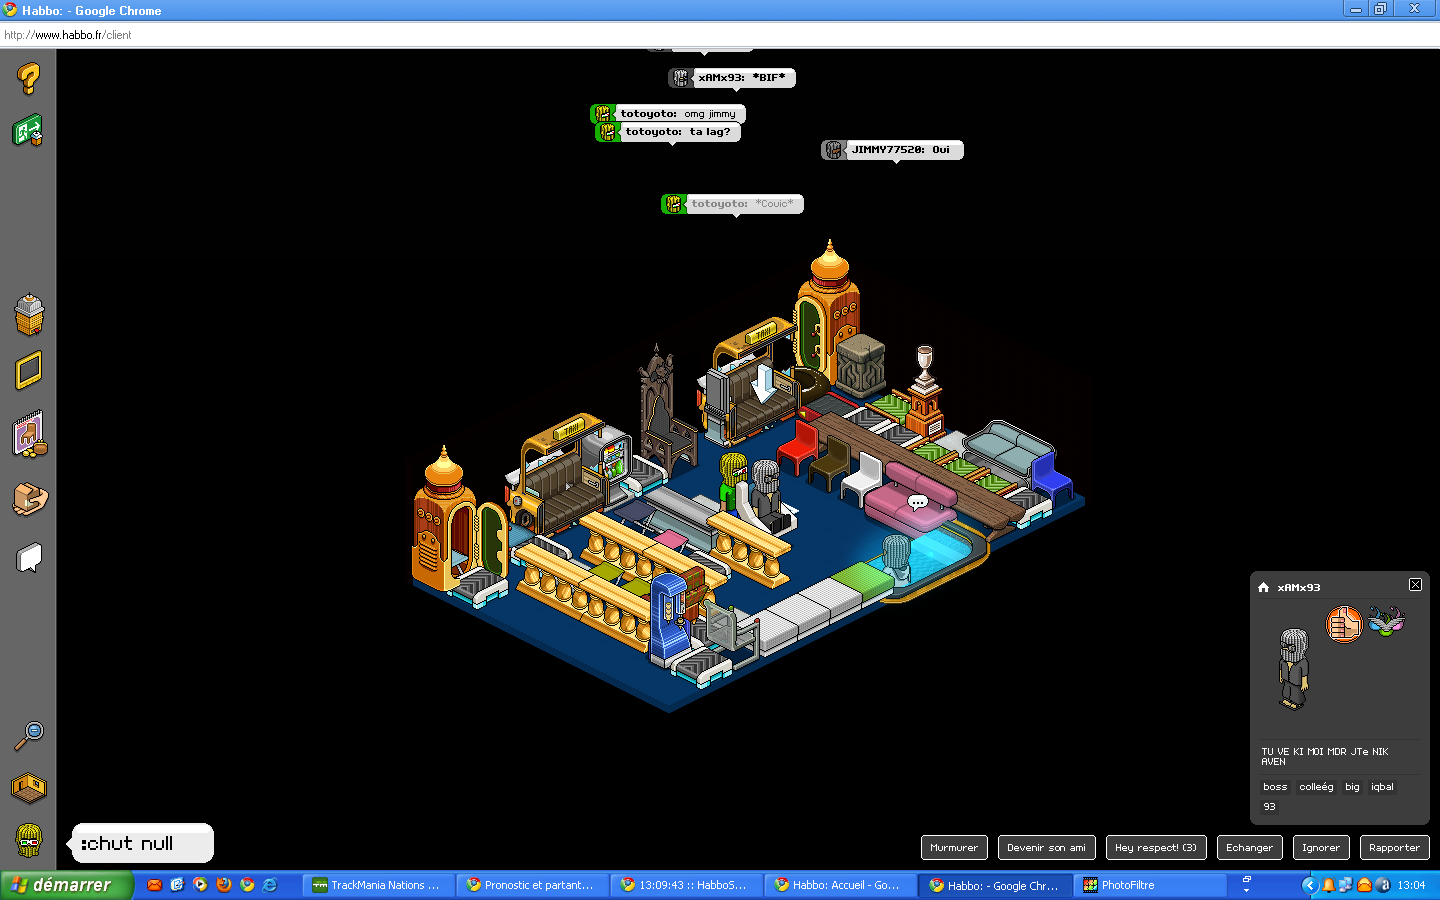 Habbo: - Google Chrome
http://www.habbo.fr/client
xAMx93: *BIF*
totoyoto: omg jimmy
totoyoto: ta lag?
JIMMY77520: Oui
totoyoto: *Couic*
TAXI
TAXI
xAMx93
TU VE KI MOI MDR JTe NIK
AVEN
boss colleég big iqbal
93
:chut null
Murmurer Devenir son ami Hey respect! (3) Echanger Ignorer Rapporter
démarrer TrackMania Nations ... Pronostic et partant... 13:09:43 :: HabboS... Habbo: Accueil - Go... Habbo: - Google Chr... PhotoFiltre 13:04